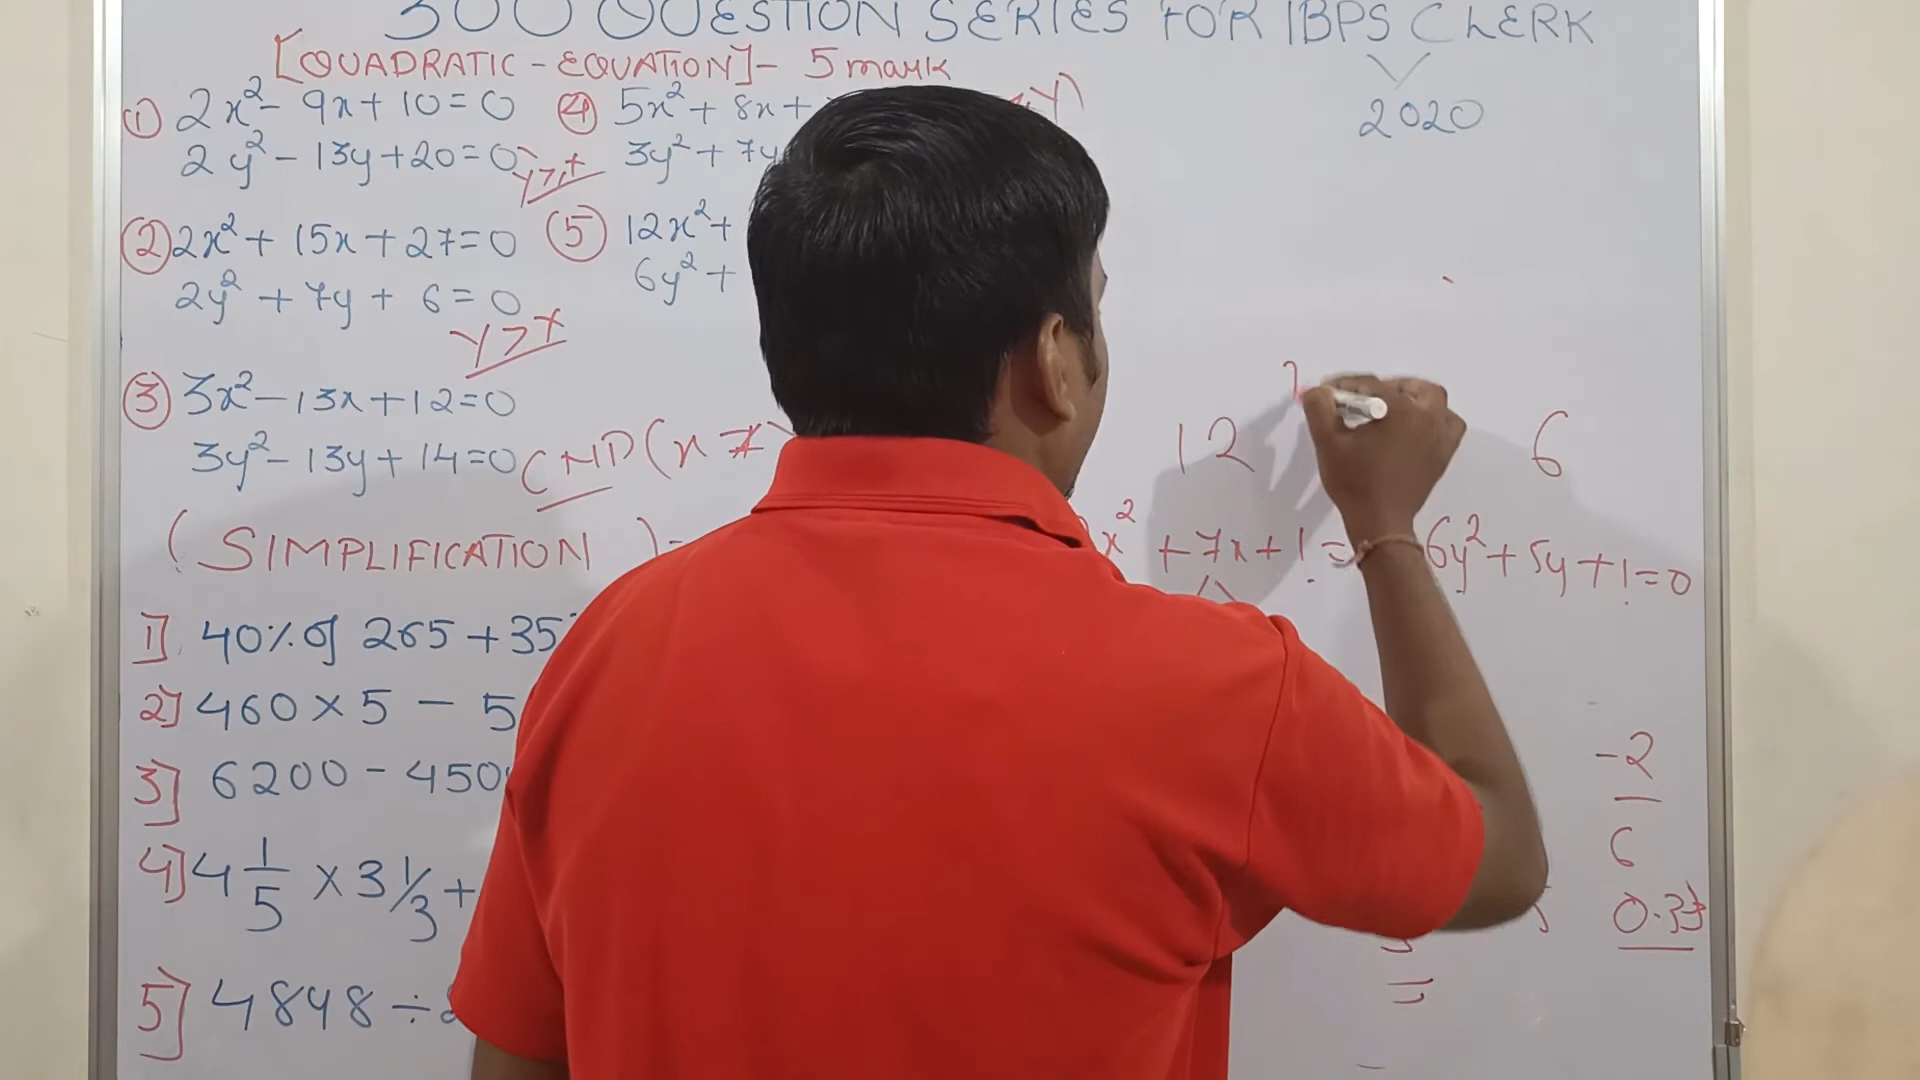 300 QUESTION SERIES FOR IBPS CLERK
2020
[QUADRATIC-EQUATION]- 5 mark
① 2x²- 9x+10=0
2y²-13y+20=0
y>x
② 2x²+15x+27=0
2y²+7y+6=0
y>x
③ 3x²-13x+12=0
3y²-13y+14=0
CND(x≠
④ 5x²+8x+
3y²+7y
y)
⑤ 12x²+
6y²+
(SIMPLIFICATION)-
1] 40% of 265+35
2] 460×5-5
3] 6200-450
4] 4 1/5 × 3 1/3 +
5] 4848÷8
12
6
x²+7x+1=
6y²+5y+1=0
-2
6
0.33